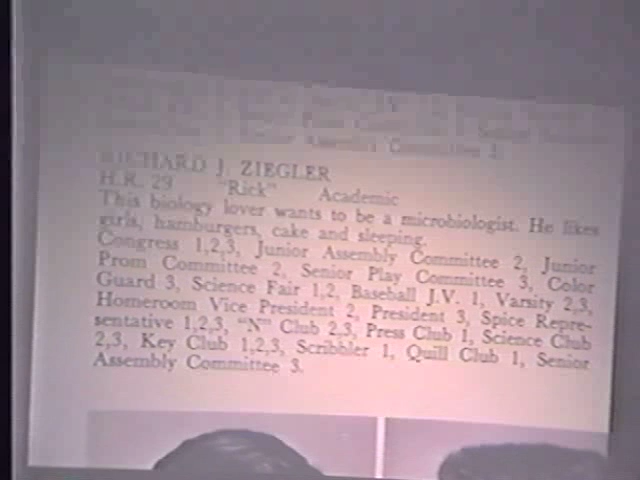 Assembly Committee 3.
RICHARD J. ZIEGLER
H.R. 29 "Rick" Academic
This biology lover wants to be a microbiologist. He likes
girls, hamburgers, cake and sleeping.
Congress 1,2,3, Junior Assembly Committee 2, Junior
Prom Committee 2, Senior Play Committee 3, Color
Guard 3, Science Fair 1,2, Baseball J.V. 1, Varsity 2,3,
Homeroom Vice President 2, President 3, Spice Repre-
sentative 1,2,3, "N" Club 2,3, Press Club 1, Science Club
2,3, Key Club 1,2,3, Scribbler 1, Quill Club 1, Senior
Assembly Committee 3.